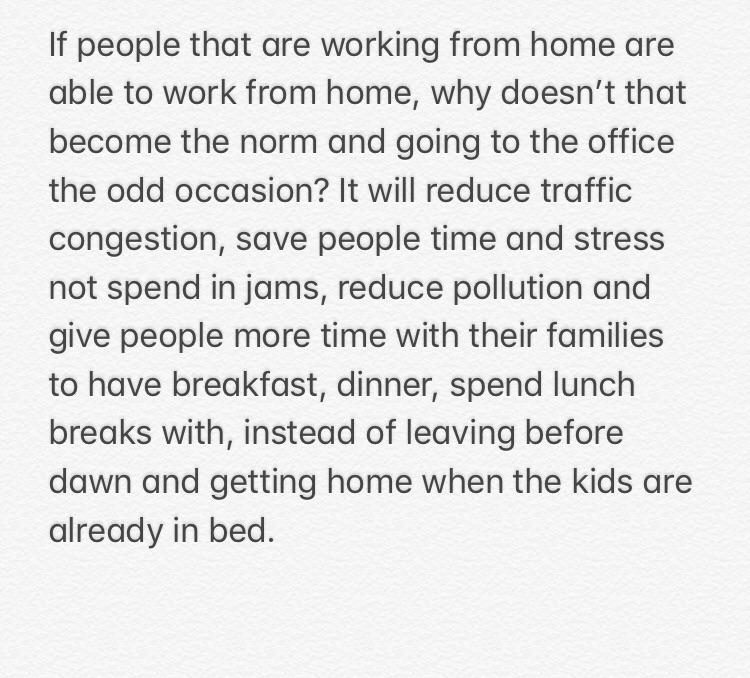 If people that are working from home are
able to work from home, why doesn’t that
become the norm and going to the office
the odd occasion? It will reduce traffic
congestion, save people time and stress
not spend in jams, reduce pollution and
give people more time with their families
to have breakfast, dinner, spend lunch
breaks with, instead of leaving before
dawn and getting home when the kids are
already in bed.